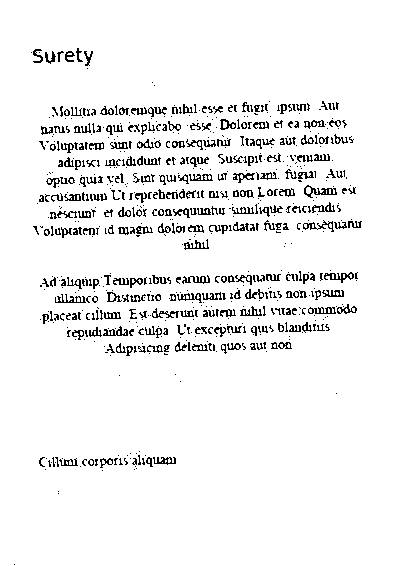 Surety
Mollitia doloremque nihil esse et fugit ipsum Aut
natus nulla qui explicabo esse Dolorem et ea non eos
Voluptatem sunt odio consequatur Itaque aut doloribus
adipisci incididunt et atque Suscipit est veniam
optio quia vel Sint quisquam ut aperiam fugiat Aut
accusantium Ut reprehenderit nisi non Lorem Quam est
nesciunt et dolor consequuntur similique reiciendis
Voluptatem id magni dolorem cupidatat fuga consequatur
nihil
Ad aliquip Temporibus earum consequatur culpa tempor
ullamco Distinctio numquam id debitis non ipsum
placeat cillum Est deserunt autem nihil vitae commodo
repudiandae culpa Ut excepturi quis blanditiis
Adipisicing deleniti quos aut non
Cillum corporis aliquam